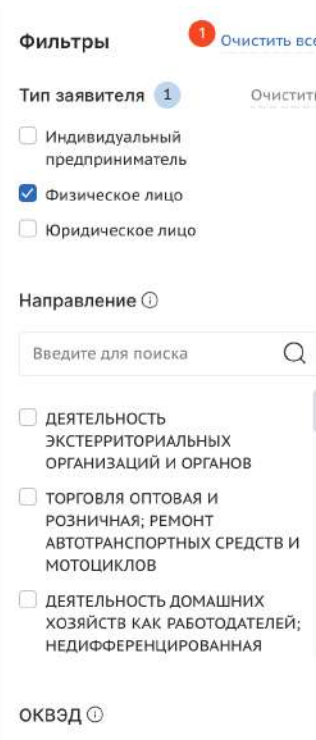 Фильтры 1 Очистить все
Тип заявителя 1 Очистить
Индивидуальный
предприниматель
Физическое лицо
Юридическое лицо
Направление
Введите для поиска
ДЕЯТЕЛЬНОСТЬ
ЭКСТЕРРИТОРИАЛЬНЫХ
ОРГАНИЗАЦИЙ И ОРГАНОВ
ТОРГОВЛЯ ОПТОВАЯ И
РОЗНИЧНАЯ; РЕМОНТ
АВТОТРАНСПОРТНЫХ СРЕДСТВ И
МОТОЦИКЛОВ
ДЕЯТЕЛЬНОСТЬ ДОМАШНИХ
ХОЗЯЙСТВ КАК РАБОТОДАТЕЛЕЙ;
НЕДИФФЕРЕНЦИРОВАННАЯ
ОКВЭД